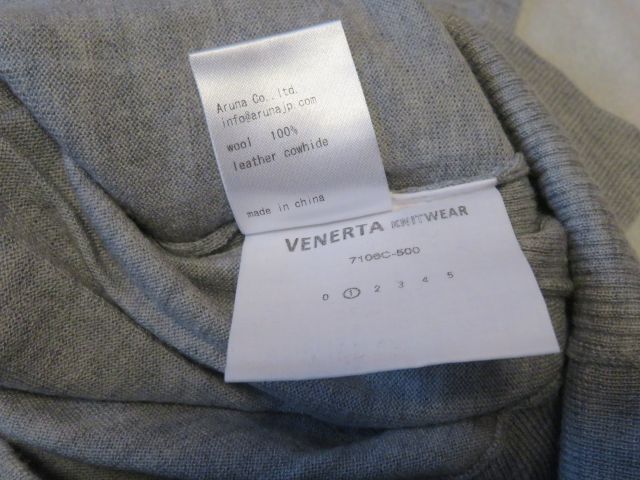 Aruna Co.,ltd.
info@arunajp.com
wool 100%
leather cowhide
made in china
VENERTA KNITWEAR
7106C-500
0 1 2 3 4 5